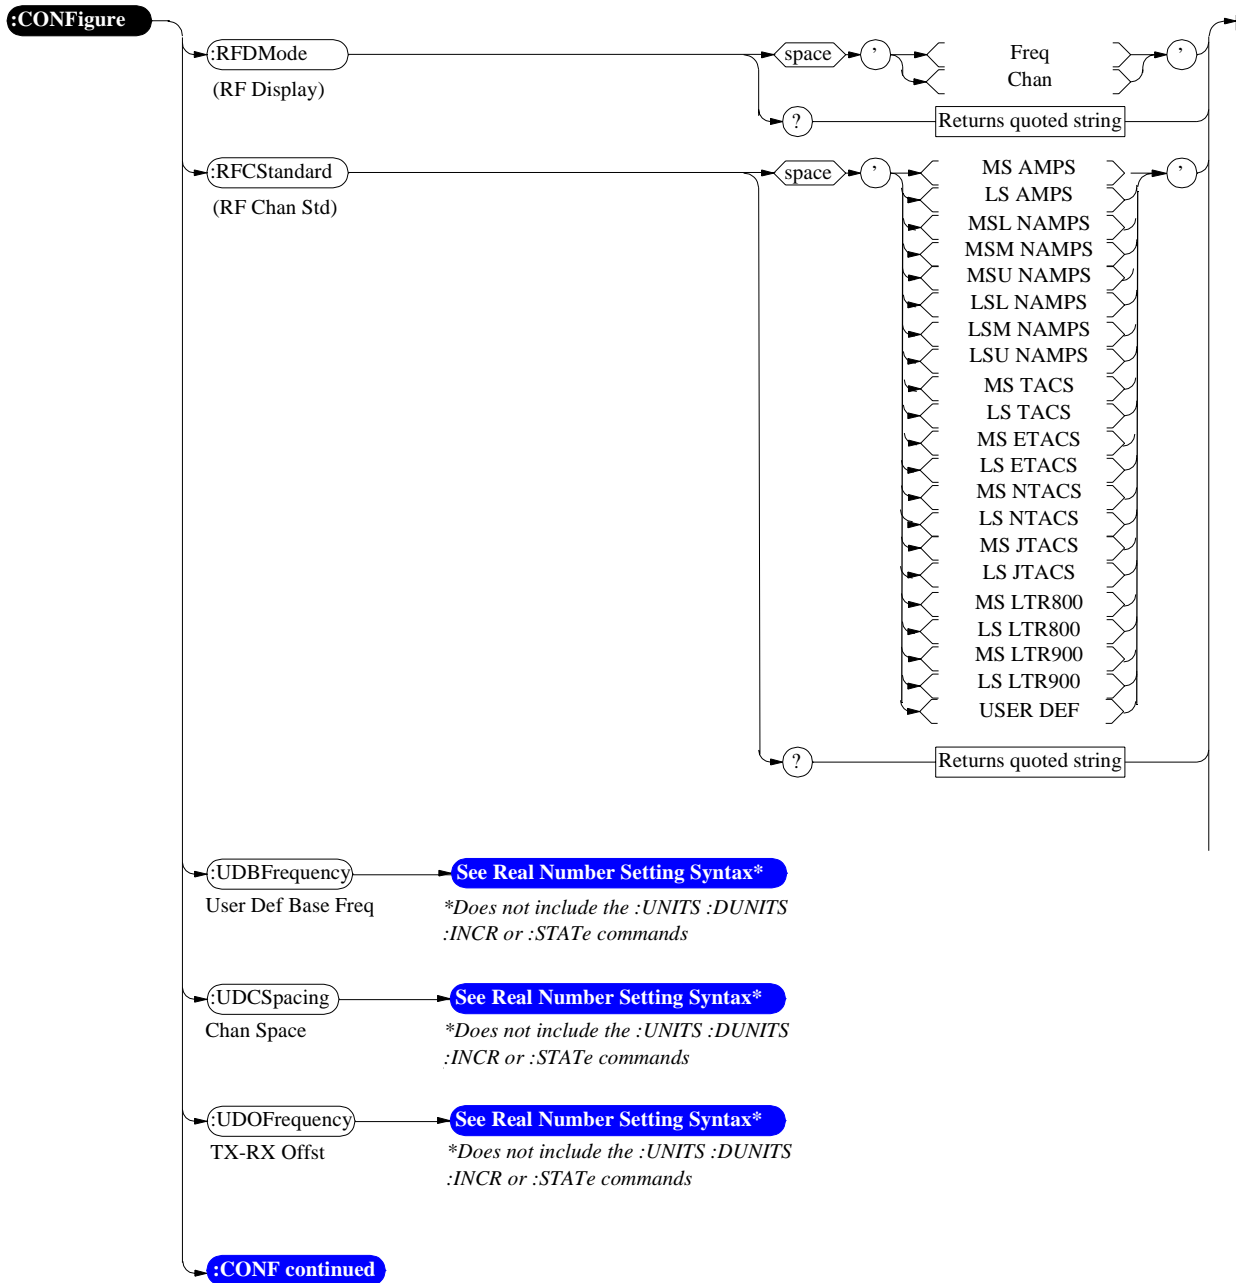 :CONFigure
:RFDMode
(RF Display)
space
’
Freq
Chan
’
?
Returns quoted string
:RFCStandard
(RF Chan Std)
space
’
MS AMPS
LS AMPS
MSL NAMPS
MSM NAMPS
MSU NAMPS
LSL NAMPS
LSM NAMPS
LSU NAMPS
MS TACS
LS TACS
MS ETACS
LS ETACS
MS NTACS
LS NTACS
MS JTACS
LS JTACS
MS LTR800
LS LTR800
MS LTR900
LS LTR900
USER DEF
’
?
Returns quoted string
:UDBFrequency
User Def Base Freq
See Real Number Setting Syntax*
*Does not include the :UNITS :DUNITS
:INCR or :STATe commands
:UDCSpacing
Chan Space
See Real Number Setting Syntax*
*Does not include the :UNITS :DUNITS
:INCR or :STATe commands
:UDOFrequency
TX-RX Offst
See Real Number Setting Syntax*
*Does not include the :UNITS :DUNITS
:INCR or :STATe commands
:CONF continued